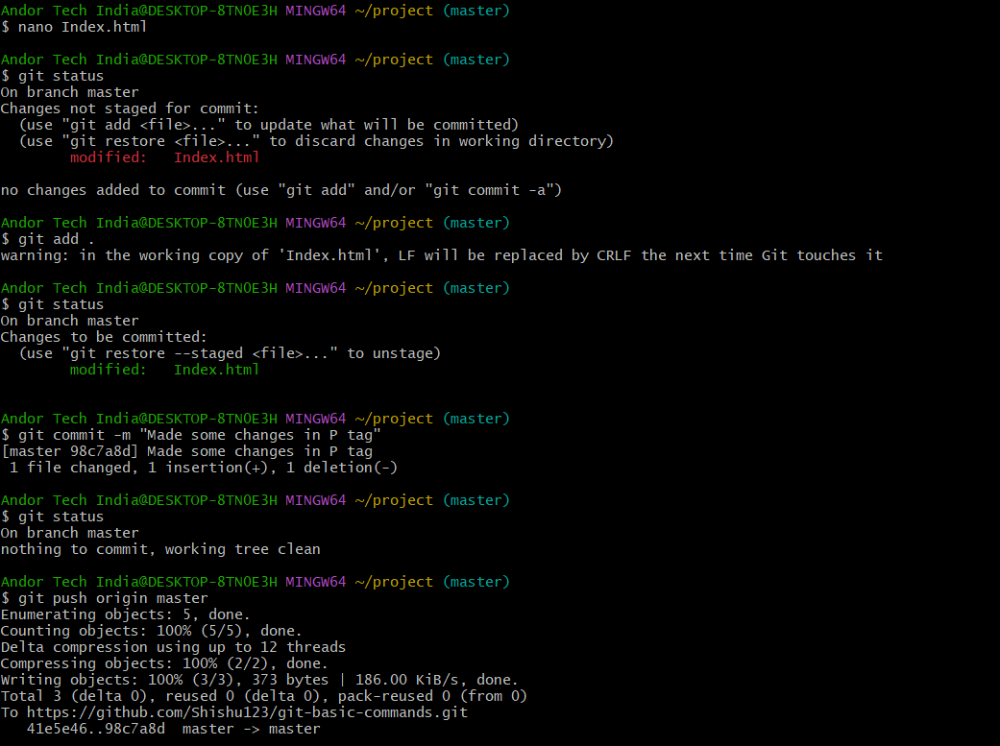 Andor Tech India@DESKTOP-8TN0E3H MINGW64 ~/project (master)
$ nano Index.html

Andor Tech India@DESKTOP-8TN0E3H MINGW64 ~/project (master)
$ git status
On branch master
Changes not staged for commit:
  (use "git add <file>..." to update what will be committed)
  (use "git restore <file>..." to discard changes in working directory)
        modified:   Index.html

no changes added to commit (use "git add" and/or "git commit -a")

Andor Tech India@DESKTOP-8TN0E3H MINGW64 ~/project (master)
$ git add .
warning: in the working copy of 'Index.html', LF will be replaced by CRLF the next time Git touches it

Andor Tech India@DESKTOP-8TN0E3H MINGW64 ~/project (master)
$ git status
On branch master
Changes to be committed:
  (use "git restore --staged <file>..." to unstage)
        modified:   Index.html


Andor Tech India@DESKTOP-8TN0E3H MINGW64 ~/project (master)
$ git commit -m "Made some changes in P tag"
[master 98c7a8d] Made some changes in P tag
 1 file changed, 1 insertion(+), 1 deletion(-)

Andor Tech India@DESKTOP-8TN0E3H MINGW64 ~/project (master)
$ git status
On branch master
nothing to commit, working tree clean

Andor Tech India@DESKTOP-8TN0E3H MINGW64 ~/project (master)
$ git push origin master
Enumerating objects: 5, done.
Counting objects: 100% (5/5), done.
Delta compression using up to 12 threads
Compressing objects: 100% (2/2), done.
Writing objects: 100% (3/3), 373 bytes | 186.00 KiB/s, done.
Total 3 (delta 0), reused 0 (delta 0), pack-reused 0 (from 0)
To https://github.com/Shishu123/git-basic-commands.git
   41e5e46..98c7a8d  master -> master